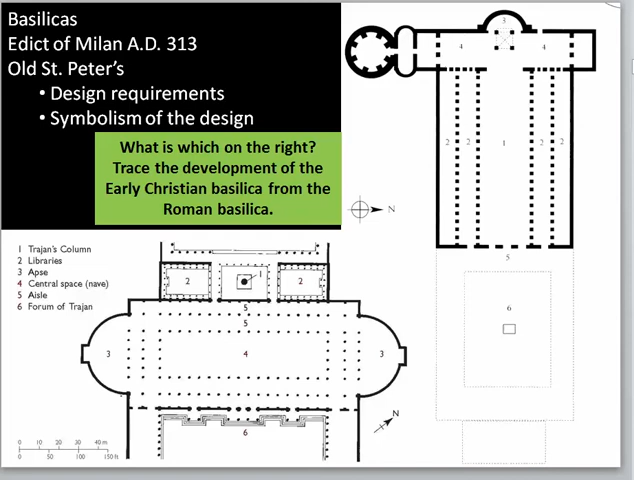 Basilicas
Edict of Milan A.D. 313
Old St. Peter's
• Design requirements
• Symbolism of the design
What is which on the right?
Trace the development of the
Early Christian basilica from the
Roman basilica.
3
4 4
2 2 1 2 2
N
5
6
1 Trajan's Column
2 Libraries
3 Apse
4 Central space (nave)
5 Aisle
6 Forum of Trajan
2 1 2
5
5
3 4 3
6
N
0 10 20 30 40 m
0 50 100 150 ft